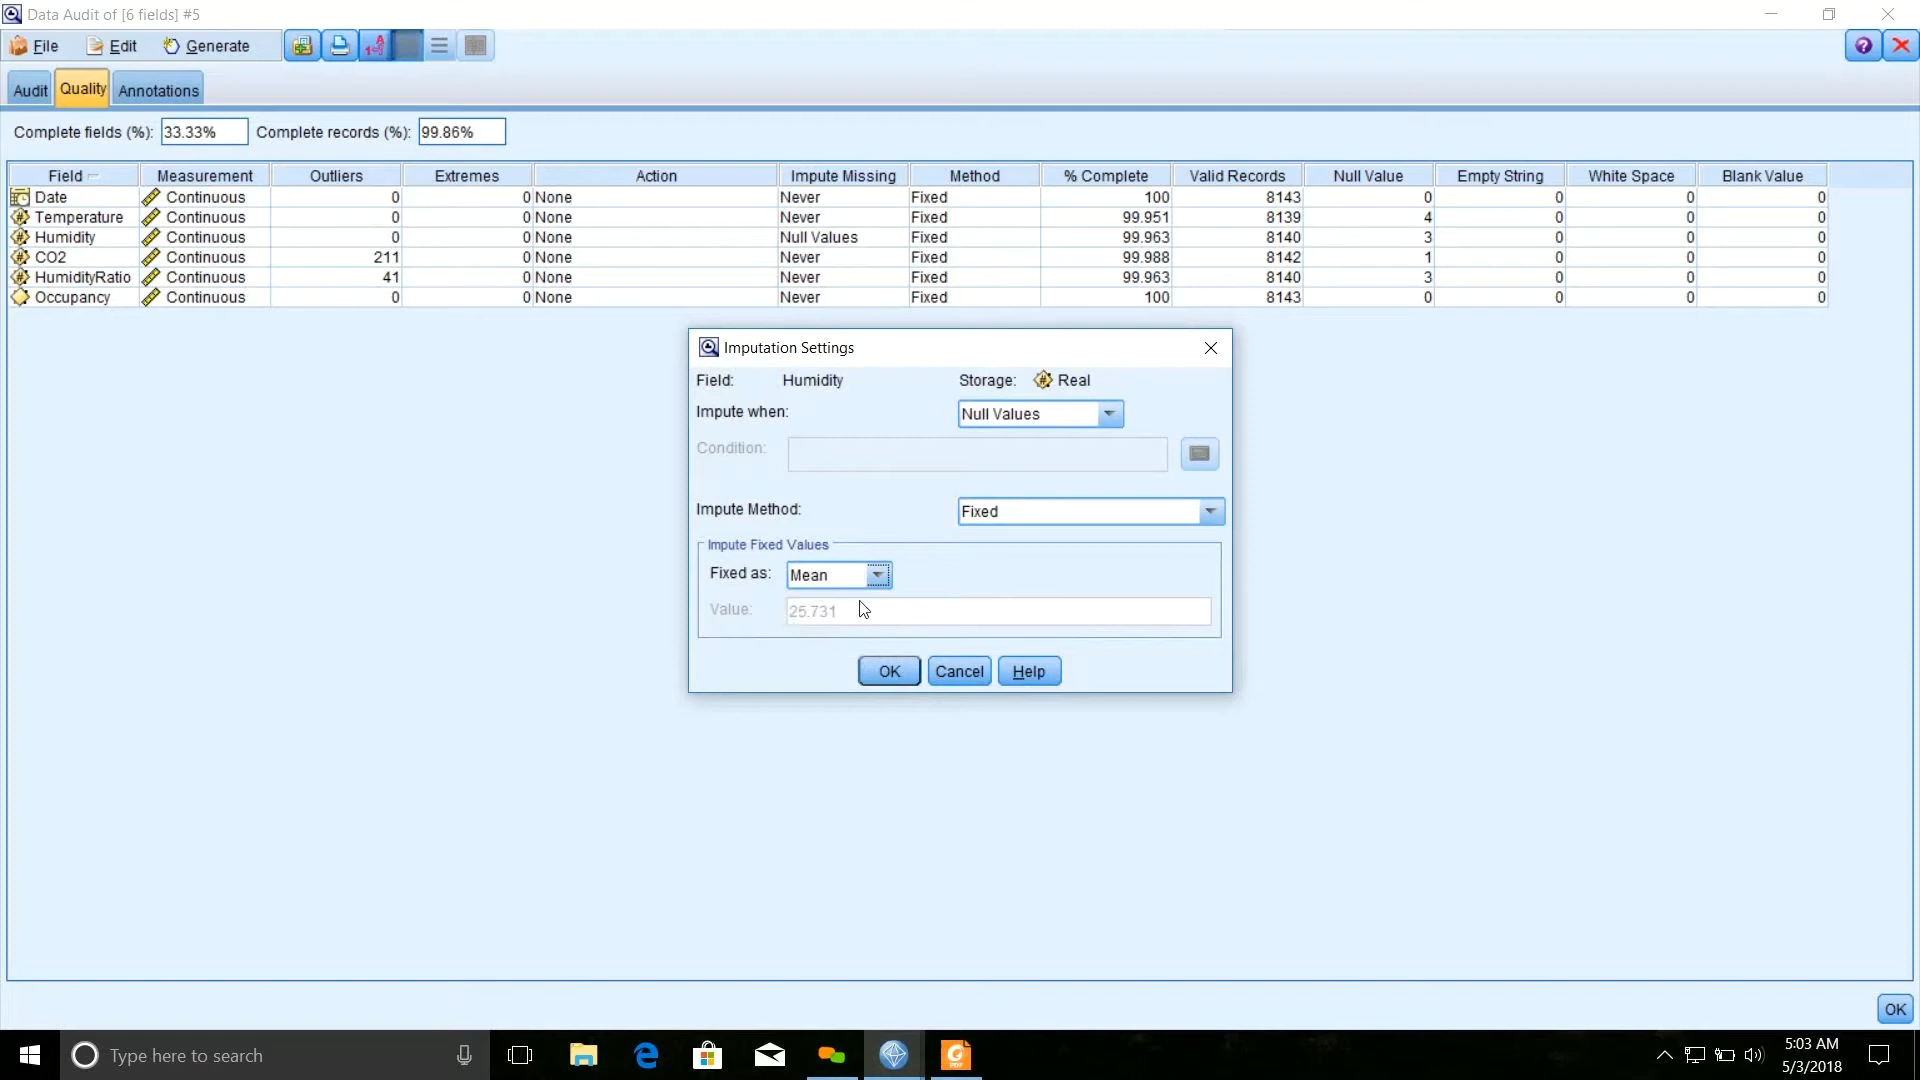 Data Audit of [6 fields] #5
File Edit Generate
Audit Quality Annotations
Complete fields (%): 33.33% Complete records (%): 99.86%
Field Measurement Outliers Extremes Action Impute Missing Method % Complete Valid Records Null Value Empty String White Space Blank Value
Date Continuous 0 0 None Never Fixed 100 8143 0 0 0 0
Temperature Continuous 0 0 None Never Fixed 99.951 8139 4 0 0 0
Humidity Continuous 0 0 None Null Values Fixed 99.963 8140 3 0 0 0
CO2 Continuous 211 0 None Never Fixed 99.988 8142 1 0 0 0
HumidityRatio Continuous 41 0 None Never Fixed 99.963 8140 3 0 0 0
Occupancy Continuous 0 0 None Never Fixed 100 8143 0 0 0 0
Imputation Settings
Field: Humidity Storage: Real
Impute when: Null Values
Condition:
Impute Method: Fixed
Impute Fixed Values
Fixed as: Mean
Value: 25.731
OK Cancel Help
OK
Type here to search
5:03 AM
5/3/2018